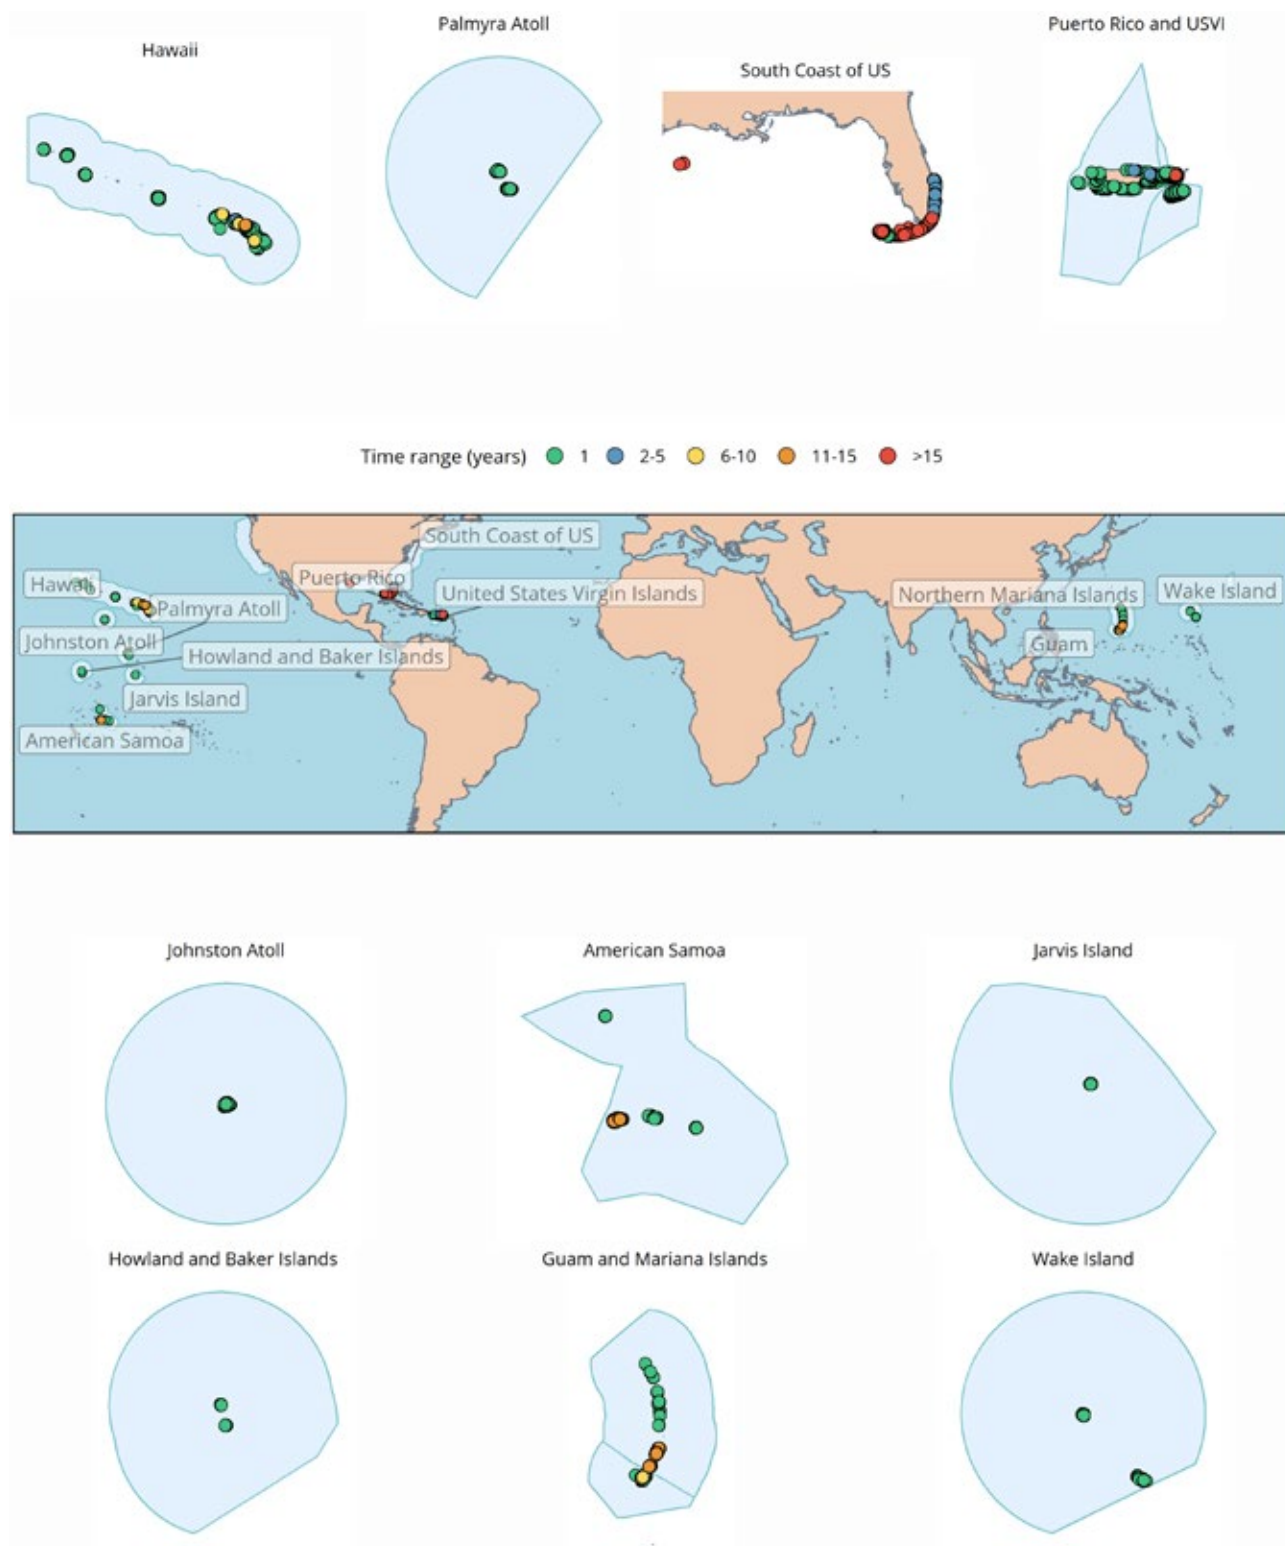 Palmyra Atoll
Puerto Rico and USVI
Hawaii
South Coast of US
Time range (years) 1 2-5 6-10 11-15 >15
South Coast of US
Hawaii
Puerto Rico
United States Virgin Islands
Northern Mariana Islands
Wake Island
Palmyra Atoll
Johnston Atoll
Howland and Baker Islands
Guam
Jarvis Island
American Samoa
Johnston Atoll
American Samoa
Jarvis Island
Howland and Baker Islands
Guam and Mariana Islands
Wake Island